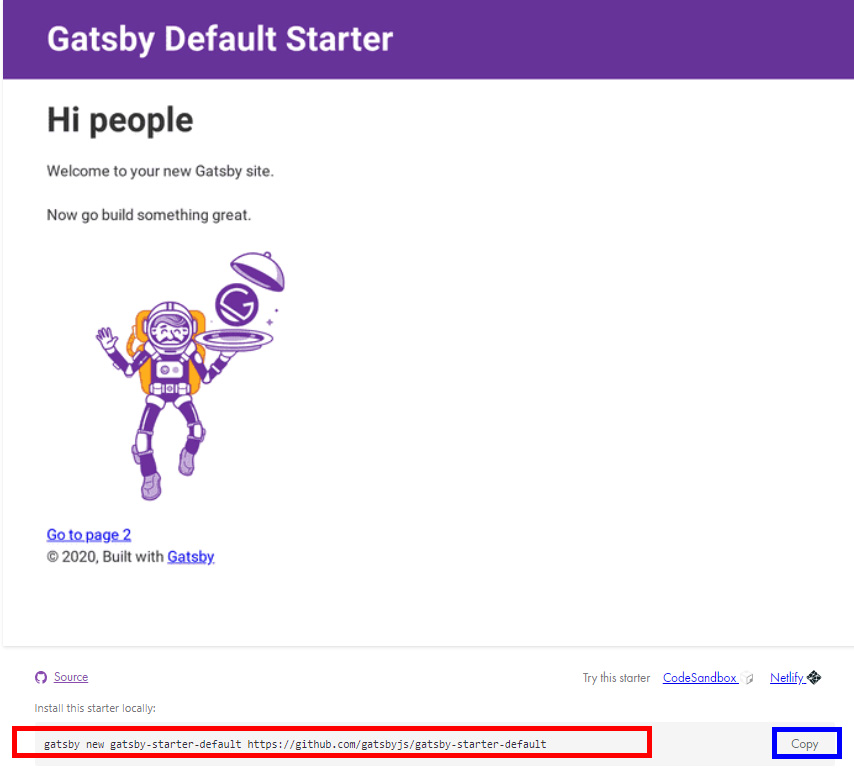 Gatsby Default Starter
Hi people
Welcome to your new Gatsby site.
Now go build something great.
Go to page 2
© 2020, Built with Gatsby
Source
Try this starter CodeSandbox Netlify
Install this starter locally:
gatsby new gatsby-starter-default https://github.com/gatsbyjs/gatsby-starter-default
Copy